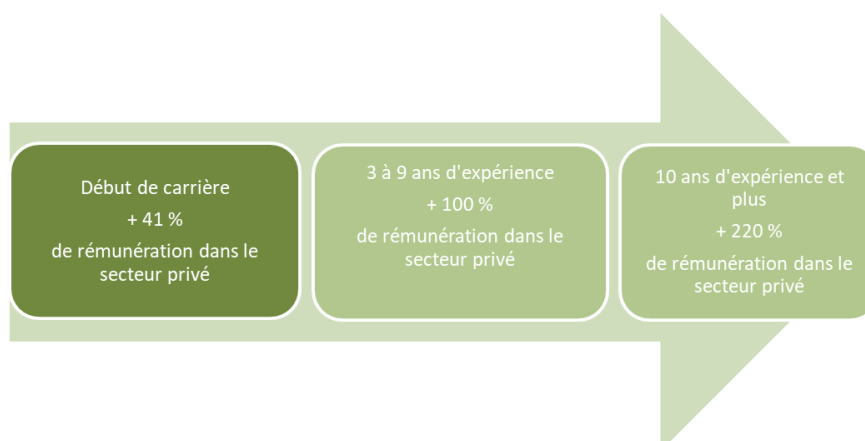 Début de carrière
+ 41 %
de rémunération dans le
secteur privé
3 à 9 ans d'expérience
+ 100 %
de rémunération dans le
secteur privé
10 ans d'expérience et
plus
+ 220 %
de rémunération dans le
secteur privé